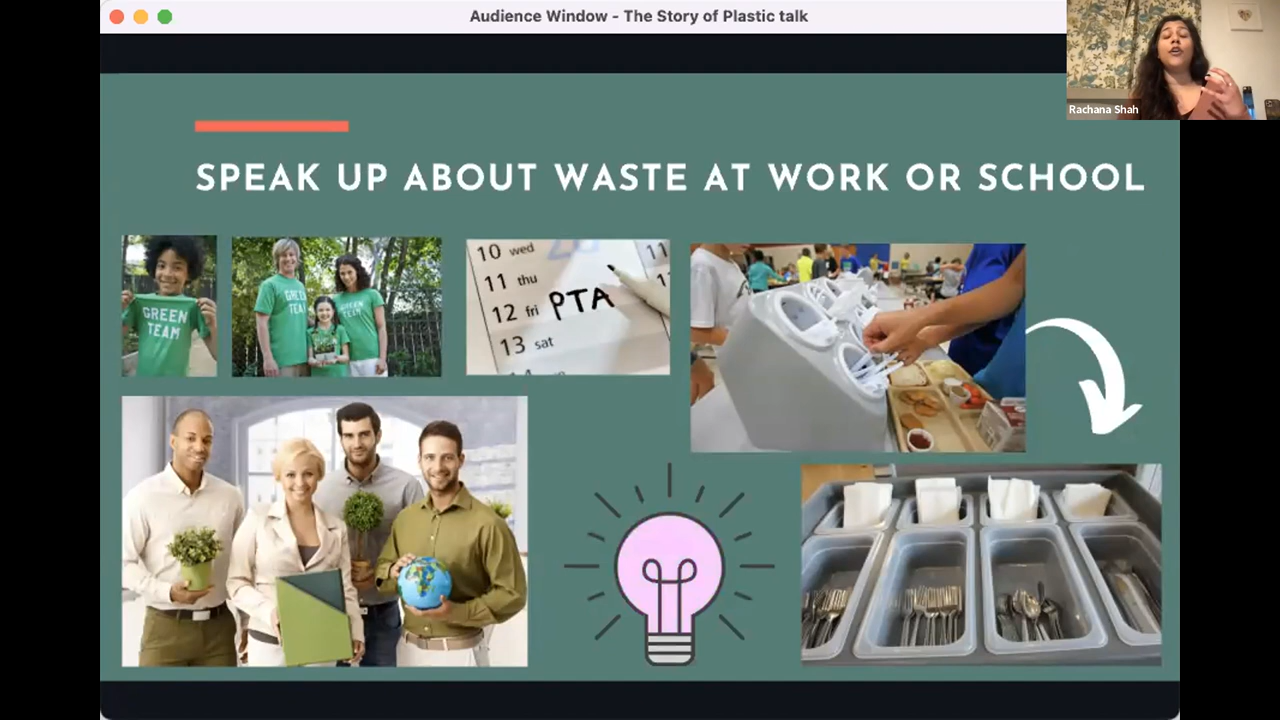 Audience Window - The Story of Plastic talk
Rachana Shah
SPEAK UP ABOUT WASTE AT WORK OR SCHOOL
GREEN
TEAM
GREEN
TEAM
GREEN
TEAM
10 wed
11 thu
12 fri PTA
13 sat
11